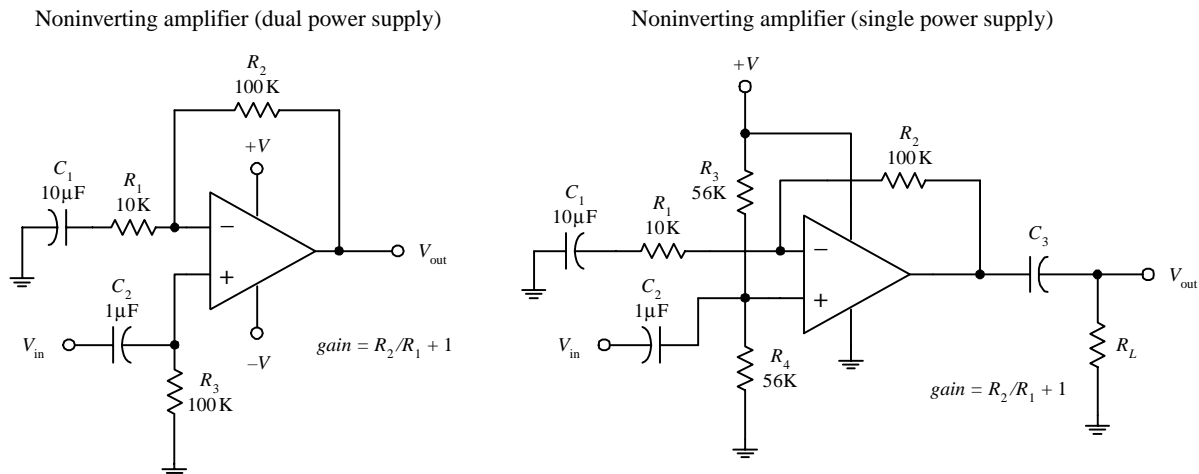 Noninverting amplifier (dual power supply)
R2
100K
+V
C1
10µF
R1
10K
−
+
Vout
C2
1µF
Vin
−V
gain = R2/R1 + 1
R3
100K
Noninverting amplifier (single power supply)
+V
R2
100K
R3
56K
C1
10µF
R1
10K
−
+
C3
Vout
C2
1µF
Vin
R4
56K
RL
gain = R2/R1 + 1